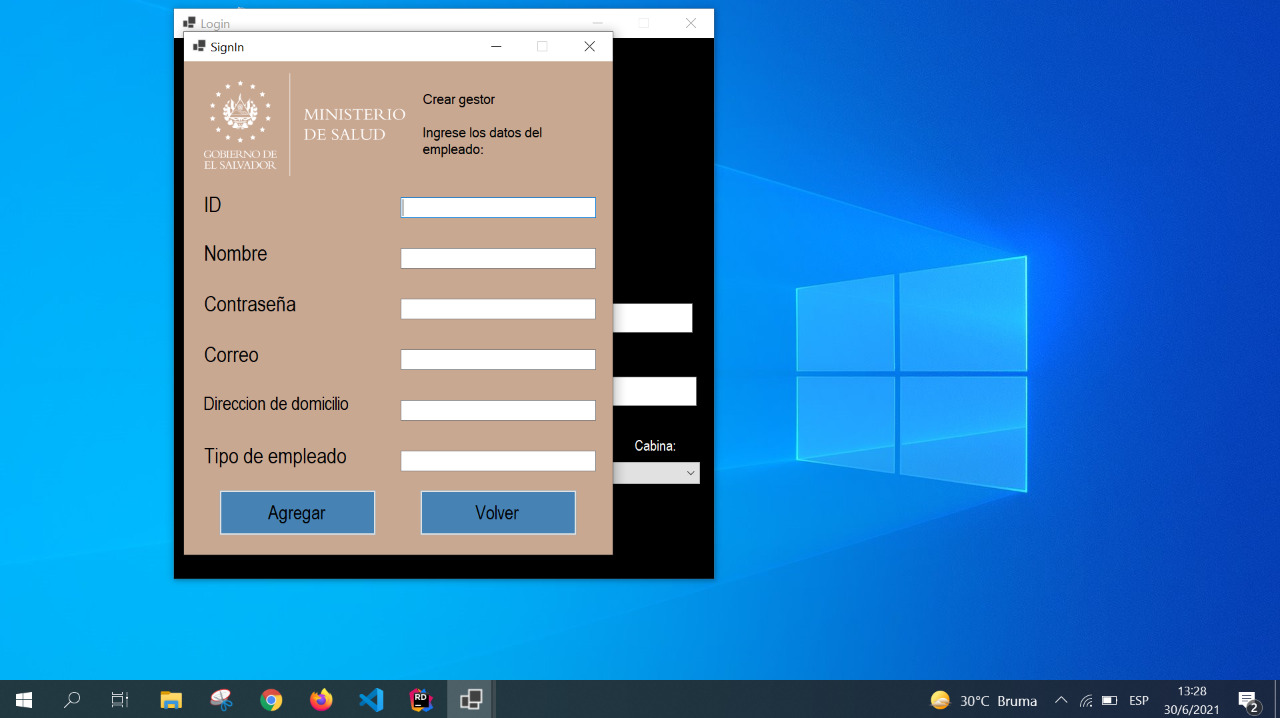 Login
SignIn
MINISTERIO
DE SALUD
GOBIERNO DE
EL SALVADOR
Crear gestor
Ingrese los datos del
empleado:
ID
Nombre
Contraseña
Correo
Direccion de domicilio
Tipo de empleado
Cabina:
Agregar
Volver
RD
30°C Bruma
ESP
13:28
30/6/2021
2